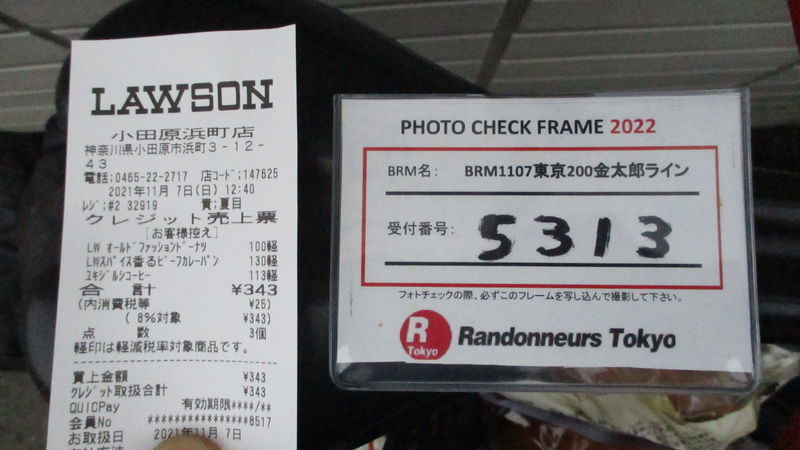 LAWSON
小田原浜町店
神奈川県小田原市浜町3-12-
43
電話;0465-22-2717 店コード;147625
2021年11月 7日(日) 12:40
レジ;#2 32919 責;夏目
クレジット売上票
[お客様控え]
LW オールドファッションドーナツ 100軽
LWスパイス香るビーフカレーパン 130軽
ユキジルシコーヒー 113軽
合 計 ¥343
(内消費税等 ¥25)
( 8%対象 ¥343)
点 数 3個
軽印は軽減税率対象商品です。
買上金額 ¥343
クレジット取扱合計 ¥343
QUICPay 有効期限****/**
会員No ****************8517
お取扱日 2021年11月 7日
PHOTO CHECK FRAME 2022
BRM名: BRM1107東京200金太郎ライン
受付番号: 5313
フォトチェックの際、必ずこのフレームを写し込んで撮影して下さい。
R
Tokyo
Randonneurs Tokyo